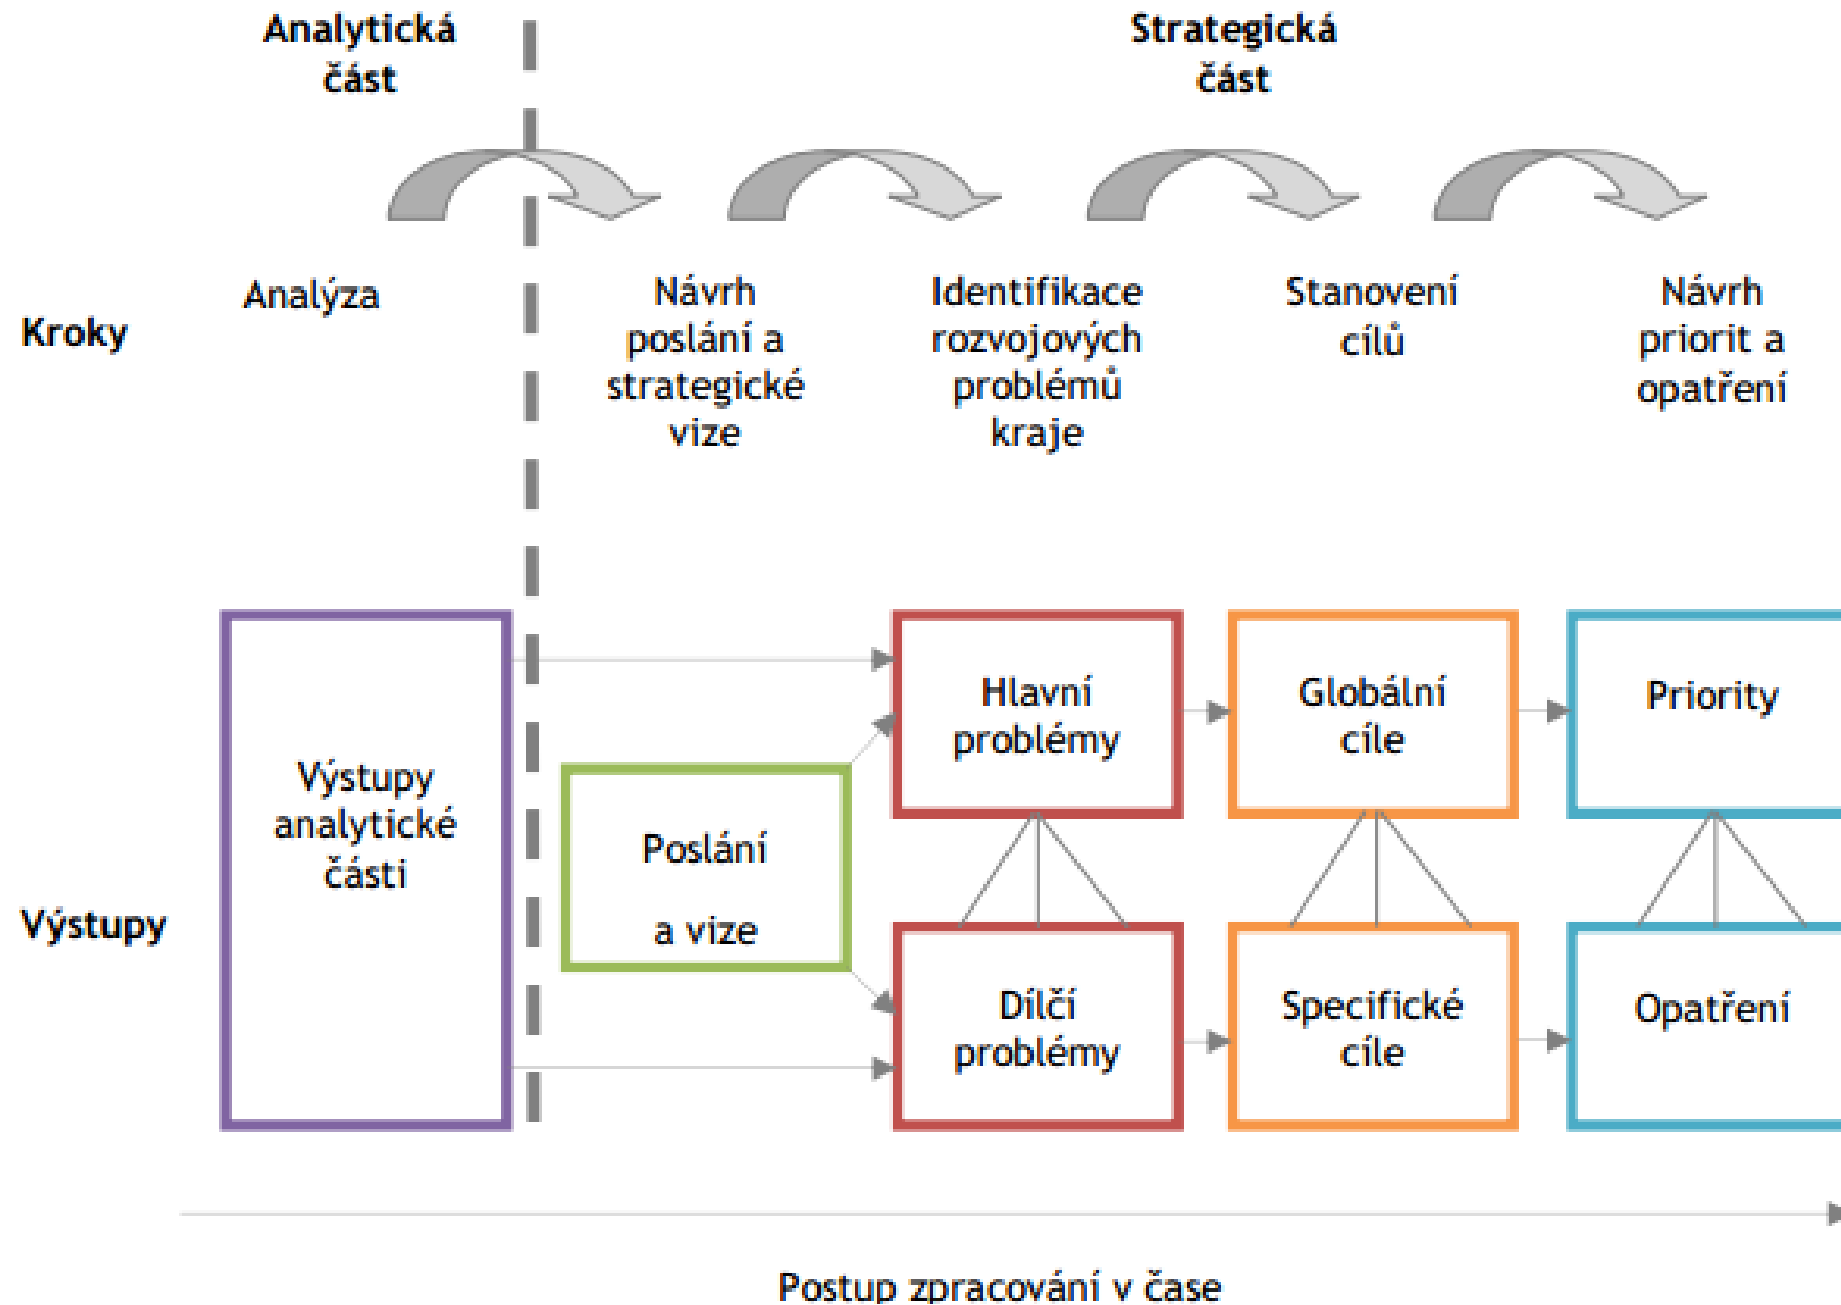 Analytická
část
Strategická
část
Kroky
Analýza
Návrh
poslání a
strategické
vize
Identifikace
rozvojových
problémů
kraje
Stanovení
cílů
Návrh
priorit a
opatření
Výstupy
Výstupy
analytické
části
Poslání
a vize
Hlavní
problémy
Globální
cíle
Priority
Dílčí
problémy
Specifické
cíle
Opatření
Postup zpracování v čase